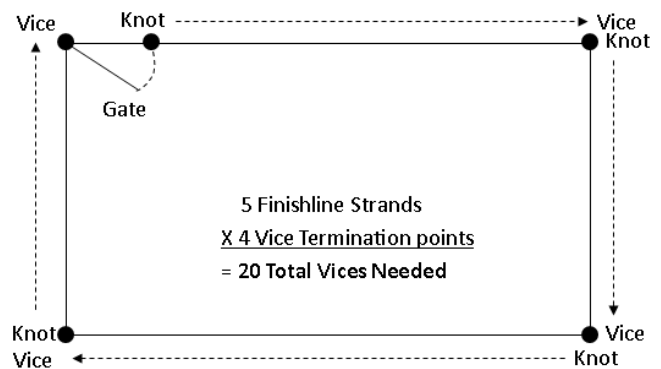 Vice
Knot
Vice
Knot
Gate
5 Finishline Strands
X 4 Vice Termination points
= 20 Total Vices Needed
Knot
Vice
Vice
Knot